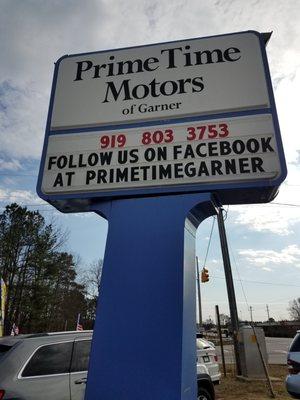 Prime Time
Motors
of Garner
919 803 3753
FOLLOW US ON FACEBOOK
AT PRIMETIMEGARNER